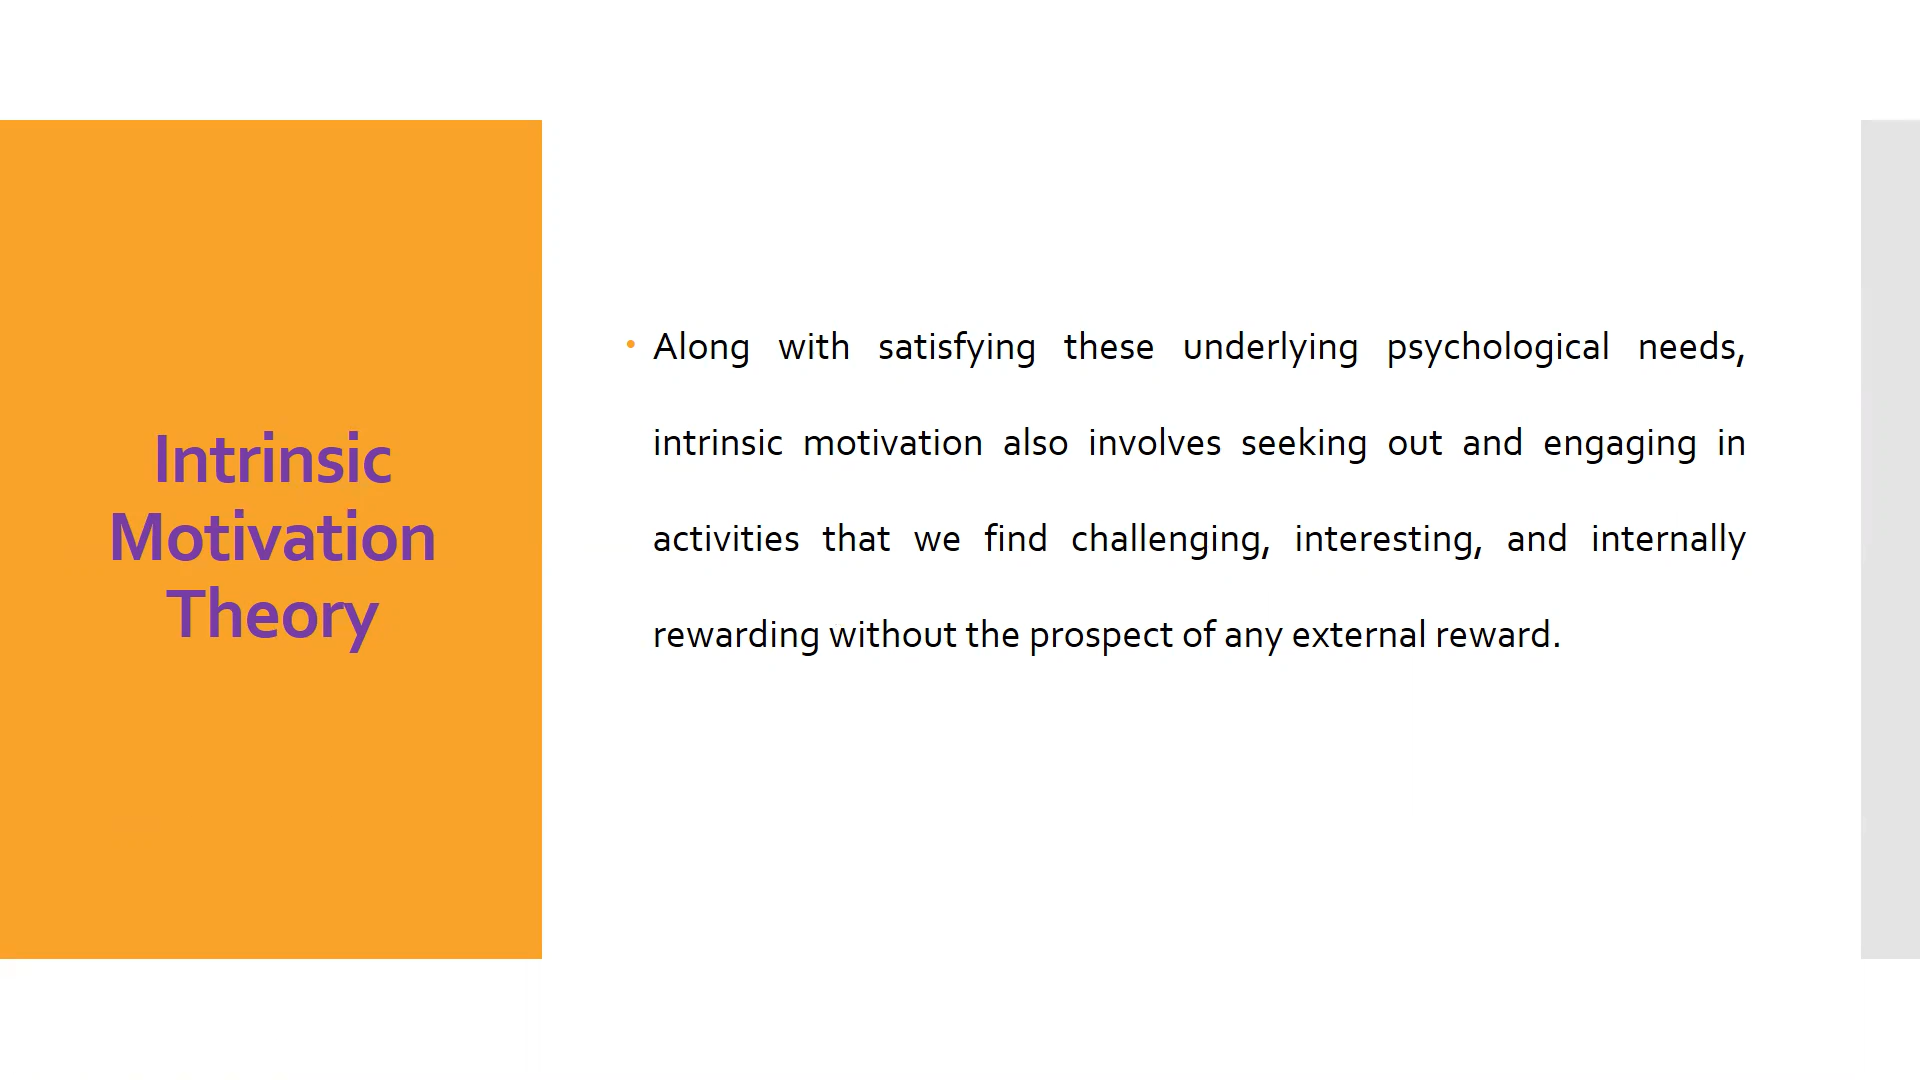 Intrinsic
Motivation
Theory
• Along with satisfying these underlying psychological needs,
intrinsic motivation also involves seeking out and engaging in
activities that we find challenging, interesting, and internally
rewarding without the prospect of any external reward.